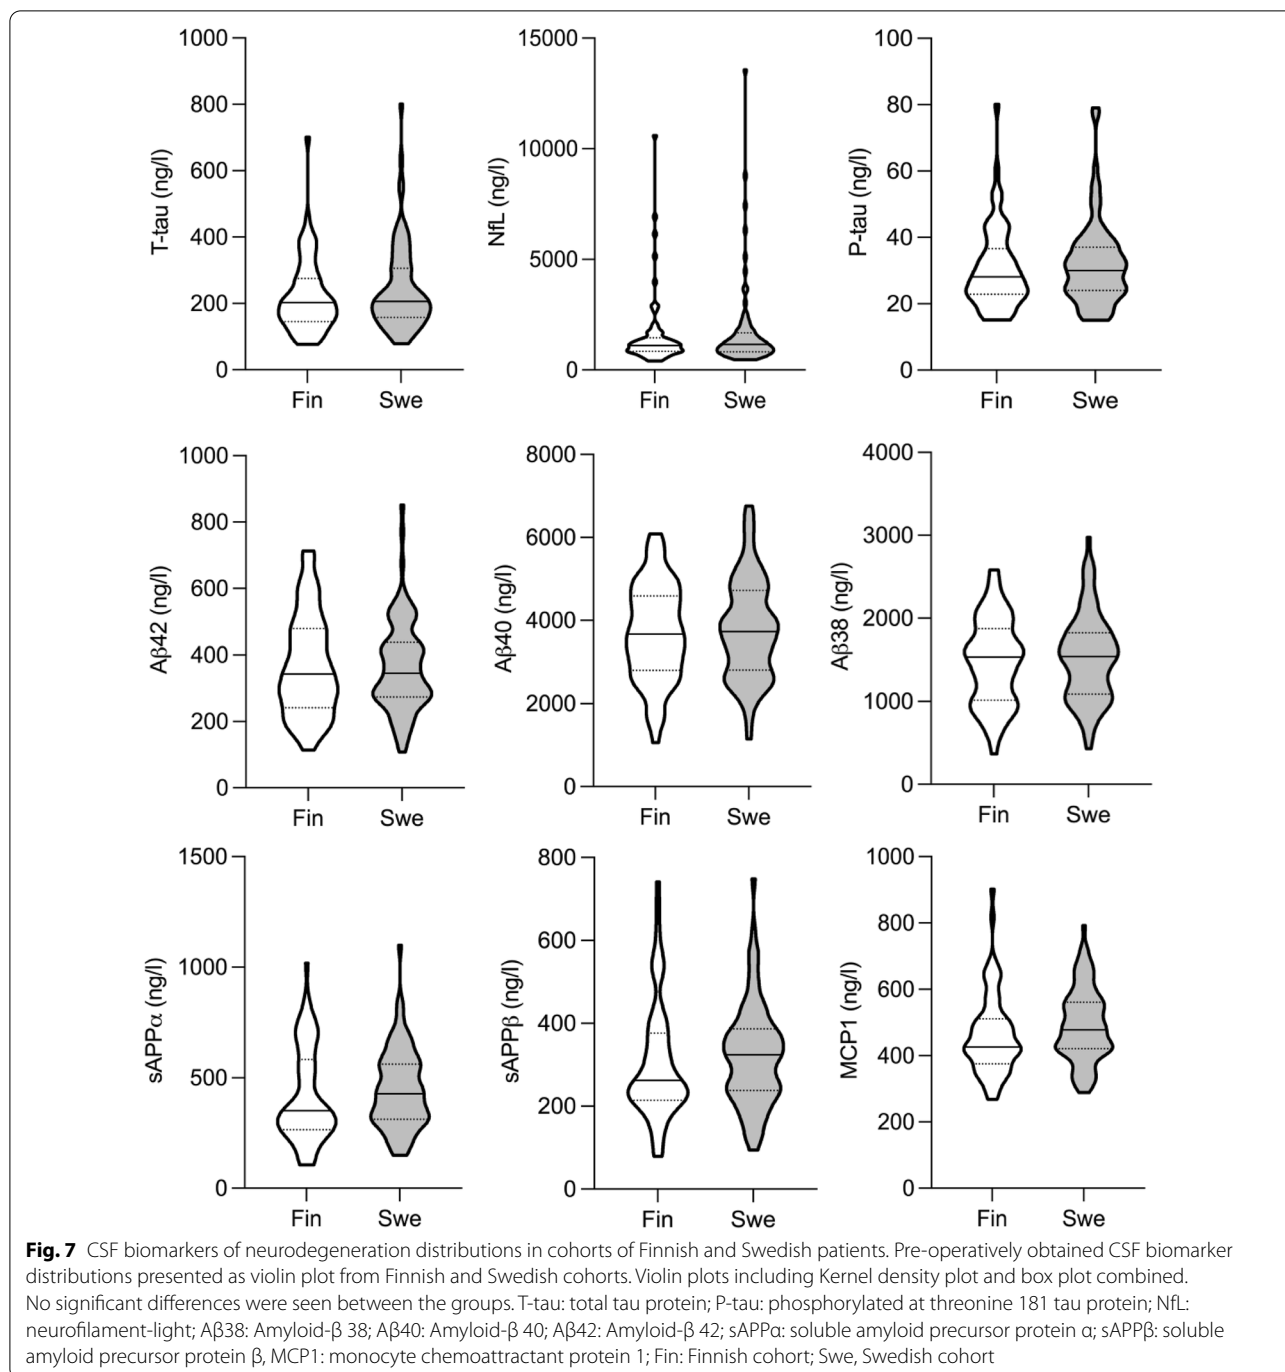 1000
800
600
400
200
0
T-tau (ng/l)
Fin Swe
15000
10000
5000
0
NfL (ng/l)
Fin Swe
100
80
60
40
20
0
P-tau (ng/l)
Fin Swe
1000
800
600
400
200
0
Aβ42 (ng/l)
Fin Swe
8000
6000
4000
2000
0
Aβ40 (ng/l)
Fin Swe
4000
3000
2000
1000
0
Aβ38 (ng/l)
Fin Swe
1500
1000
500
0
sAPPα (ng/l)
Fin Swe
800
600
400
200
0
sAPPβ (ng/l)
Fin Swe
1000
800
600
400
200
0
MCP1 (ng/l)
Fin Swe
Fig. 7 CSF biomarkers of neurodegeneration distributions in cohorts of Finnish and Swedish patients. Pre-operatively obtained CSF biomarker
distributions presented as violin plot from Finnish and Swedish cohorts. Violin plots including Kernel density plot and box plot combined.
No significant differences were seen between the groups. T-tau: total tau protein; P-tau: phosphorylated at threonine 181 tau protein; NfL:
neurofilament-light; Aβ38: Amyloid-β 38; Aβ40: Amyloid-β 40; Aβ42: Amyloid-β 42; sAPPα: soluble amyloid precursor protein α; sAPPβ: soluble
amyloid precursor protein β, MCP1: monocyte chemoattractant protein 1; Fin: Finnish cohort; Swe, Swedish cohort